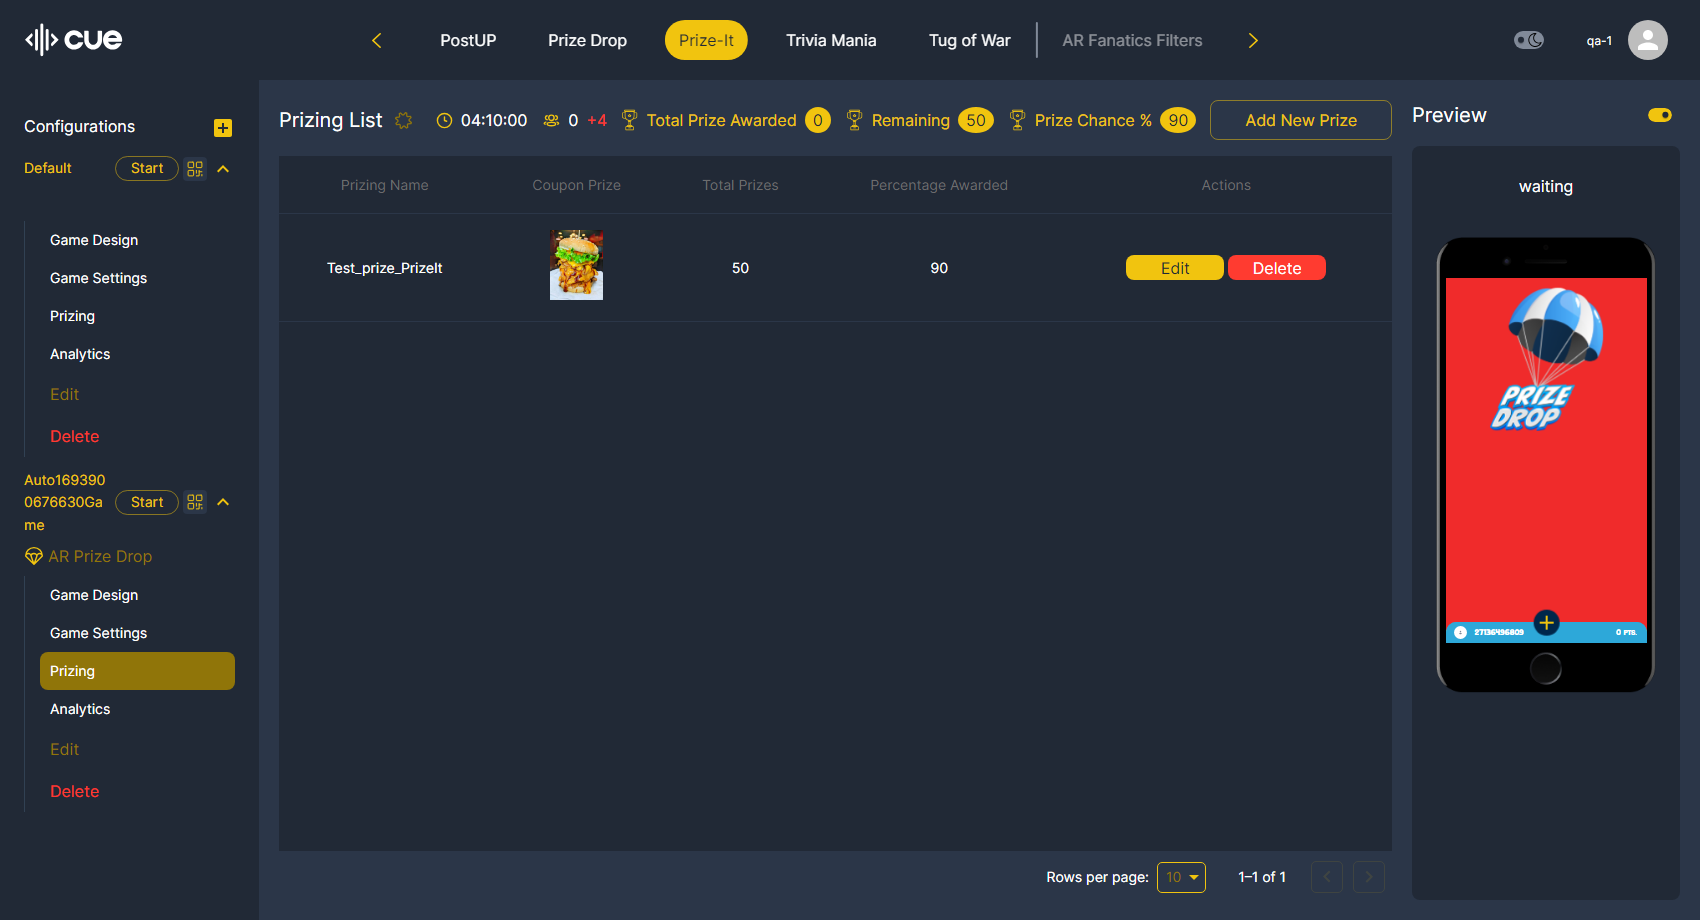 cue
PostUP
Prize Drop
Prize-It
Trivia Mania
Tug of War
AR Fanatics Filters
qa-1
Configurations
Default
Start
Game Design
Game Settings
Pricing
Analytics
Edit
Delete
Auto169390
0676630Ga
me
Start
AR Prize Drop
Game Design
Game Settings
Prizing
Analytics
Edit
Delete
Prizing List
04:10:00
0 +4
Total Prize Awarded 0
Remaining 50
Prize Chance % 90
Add New Prize
Prizing Name
Coupon Prize
Total Prizes
Percentage Awarded
Actions
Test_prize_PrizeIt
50
90
Edit
Delete
Rows per page: 10
1–1 of 1
Preview
waiting
PRIZE
DROP
27136496809
0 PTS.